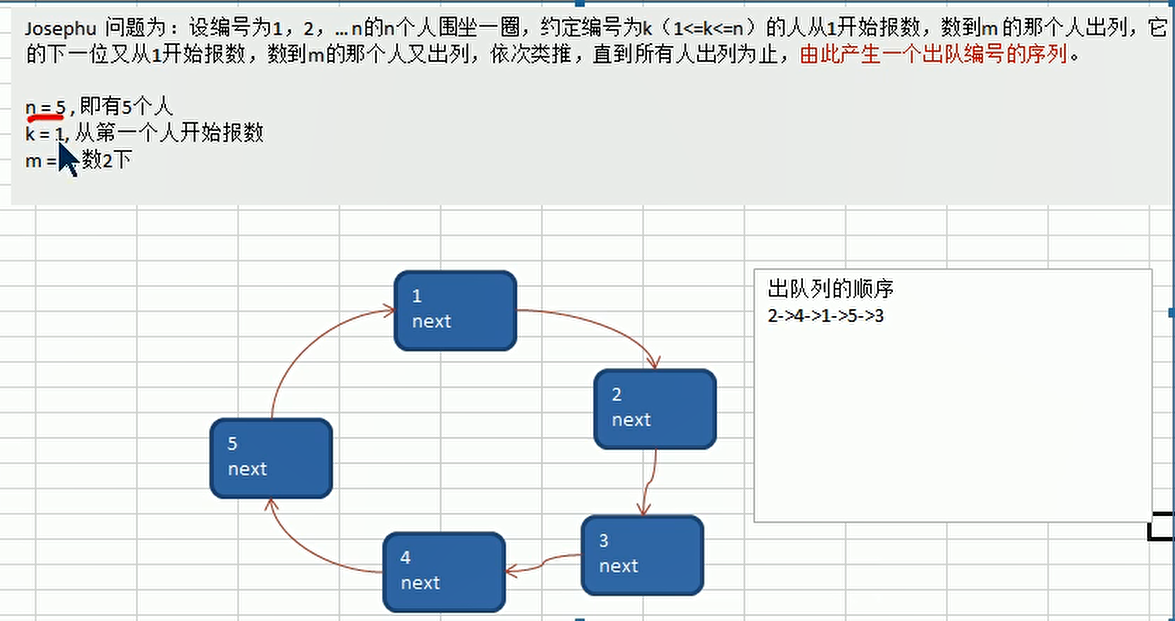 Josephu 问题为：设编号为1，2，… n的n个人围坐一圈，约定编号为k（1<=k<=n）的人从1开始报数，数到m 的那个人出列，它
的下一位又从1开始报数，数到m的那个人又出列，依次类推，直到所有人出列为止，由此产生一个出队编号的序列。
n = 5 , 即有5个人
k = 1, 从第一个人开始报数
m = 数2下
1
next
2
next
3
next
4
next
5
next
出队列的顺序
2->4->1->5->3